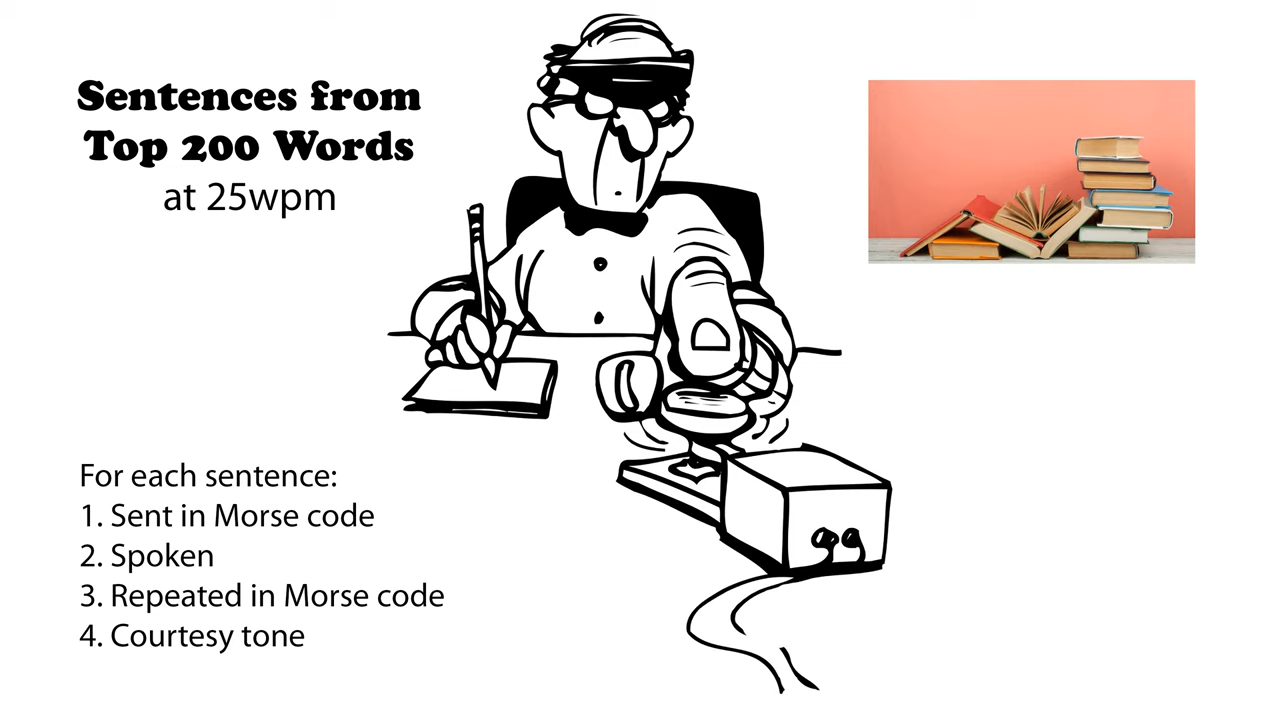 Sentences from
Top 200 Words
at 25wpm
For each sentence:
1. Sent in Morse code
2. Spoken
3. Repeated in Morse code
4. Courtesy tone